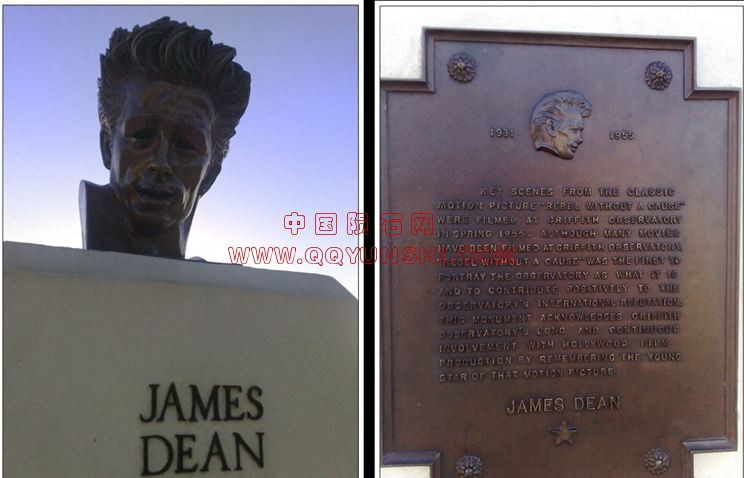 JAMES
DEAN
1931 1955
KEY SCENES FROM THE CLASSIC
MOTION PICTURE "REBEL WITHOUT A CAUSE"
WERE FILMED AT GRIFFITH OBSERVATORY
IN SPRING 1955. ALTHOUGH MANY MOVIES
HAVE BEEN FILMED AT GRIFFITH OBSERVATORY,
"REBEL WITHOUT A CAUSE" WAS THE FIRST TO
PORTRAY THE OBSERVATORY AS WHAT IT IS
AND TO CONTRIBUTE POSITIVELY TO THE
OBSERVATORY'S INTERNATIONAL REPUTATION.
THIS MONUMENT ACKNOWLEDGES GRIFFITH
OBSERVATORY'S LONG AND CONTINUOUS
INVOLVEMENT WITH HOLLYWOOD FILM
PRODUCTION BY REMEMBERING THE YOUNG
STAR OF THAT MOTION PICTURE.
JAMES DEAN
中国陨石网